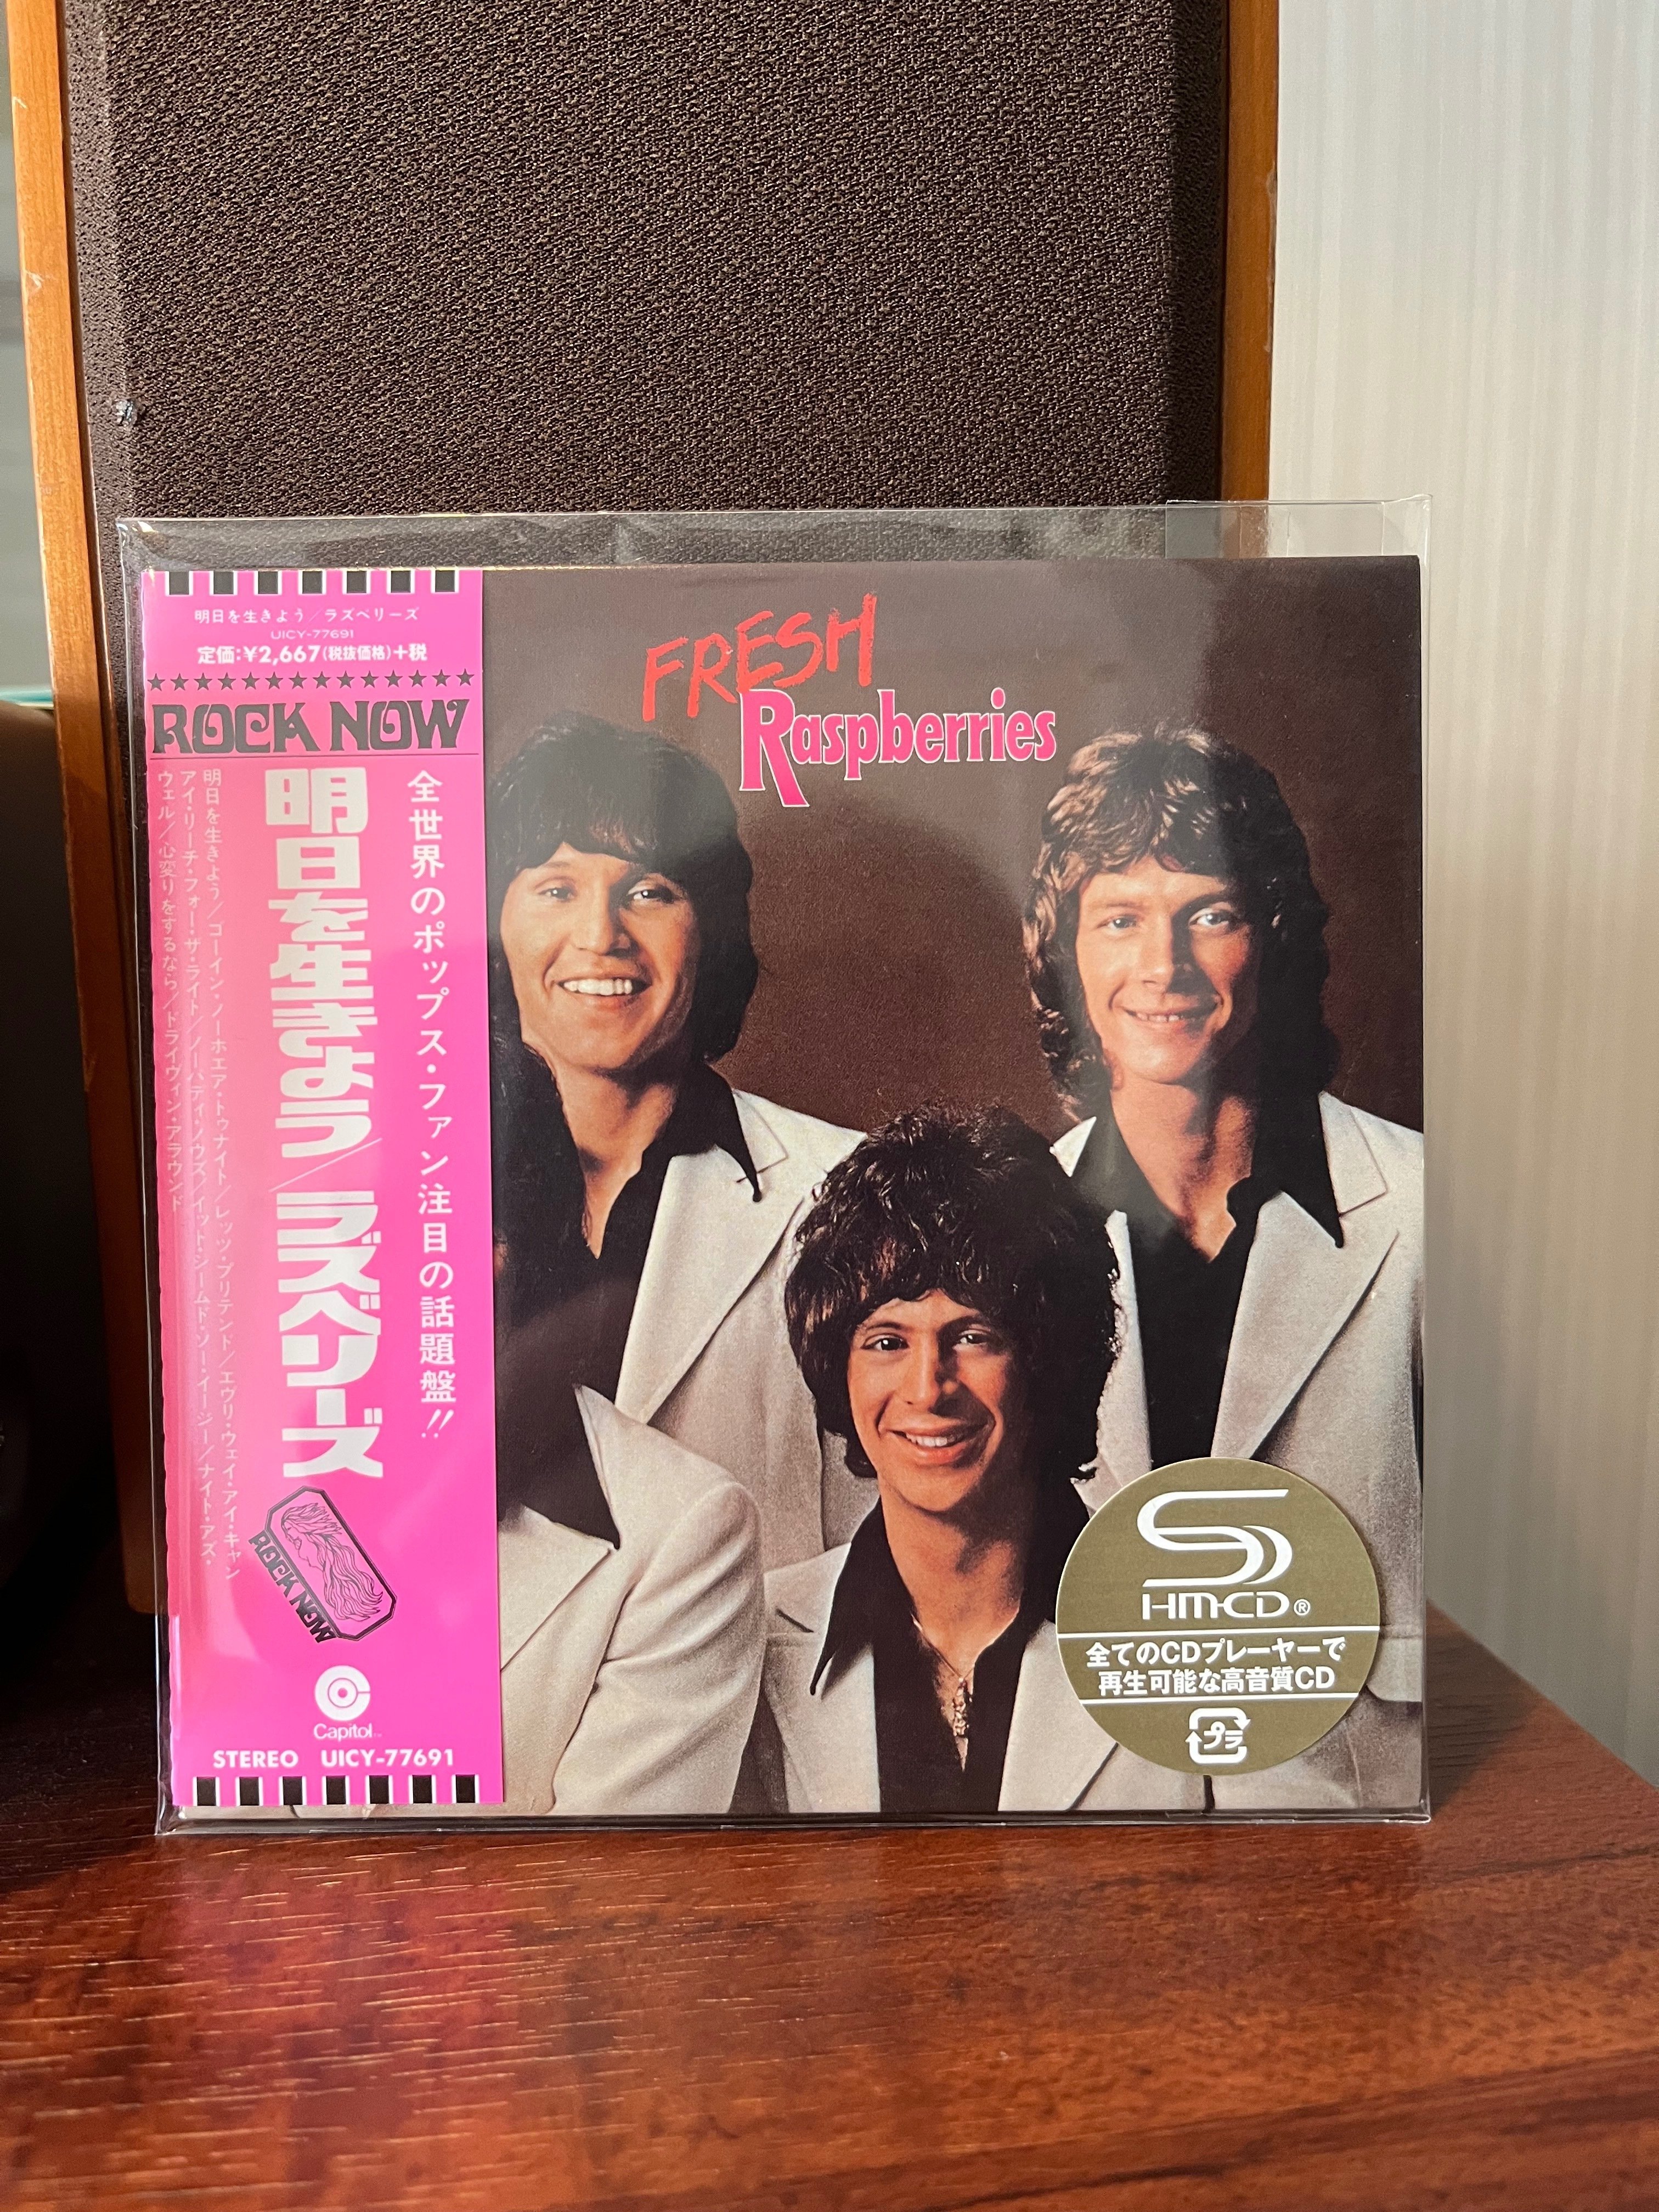 明日を生きよう/ラズベリーズ
UICY-77691
定価:¥2,667(税抜価格)+税
★★★★★★★★★★★★★★
ROCK NOW
全世界のポップス・ファン注目の話題盤!!
明日を生きよう/ラズベリーズ
明日を生きよう/ゴーイン・ノーホエア・トゥナイト/レッツ・プリテンド/エヴリ・ウェイ・アイ・キャン
アイ・リーチ・フォー・ザ・ライト/ノーバディ・ノウズ/イット・シームド・ソー・イージー/ナイト・アズ・
ウェル/心変りをするなら/ドライヴィン・アラウンド
ROCK NOW
Capitol
STEREO UICY-77691
FRESH
Raspberries
SHM-CD®
全てのCDプレーヤーで
再生可能な高音質CD
プラ